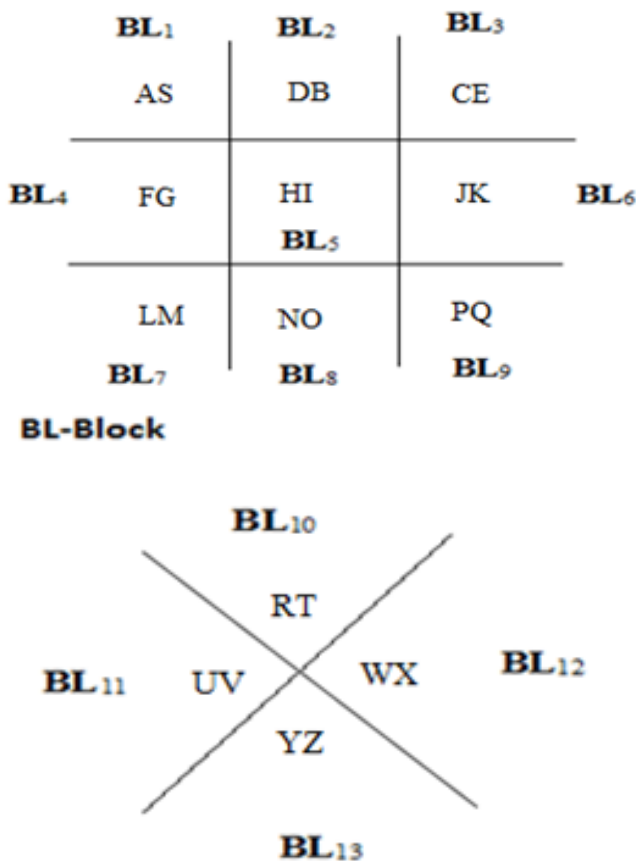 BL1 BL2 BL3
AS DB CE
BL4 FG HI JK BL6
BL5
LM NO PQ
BL7 BL8 BL9
BL-Block
BL10
RT
BL11 UV WX BL12
YZ
BL13